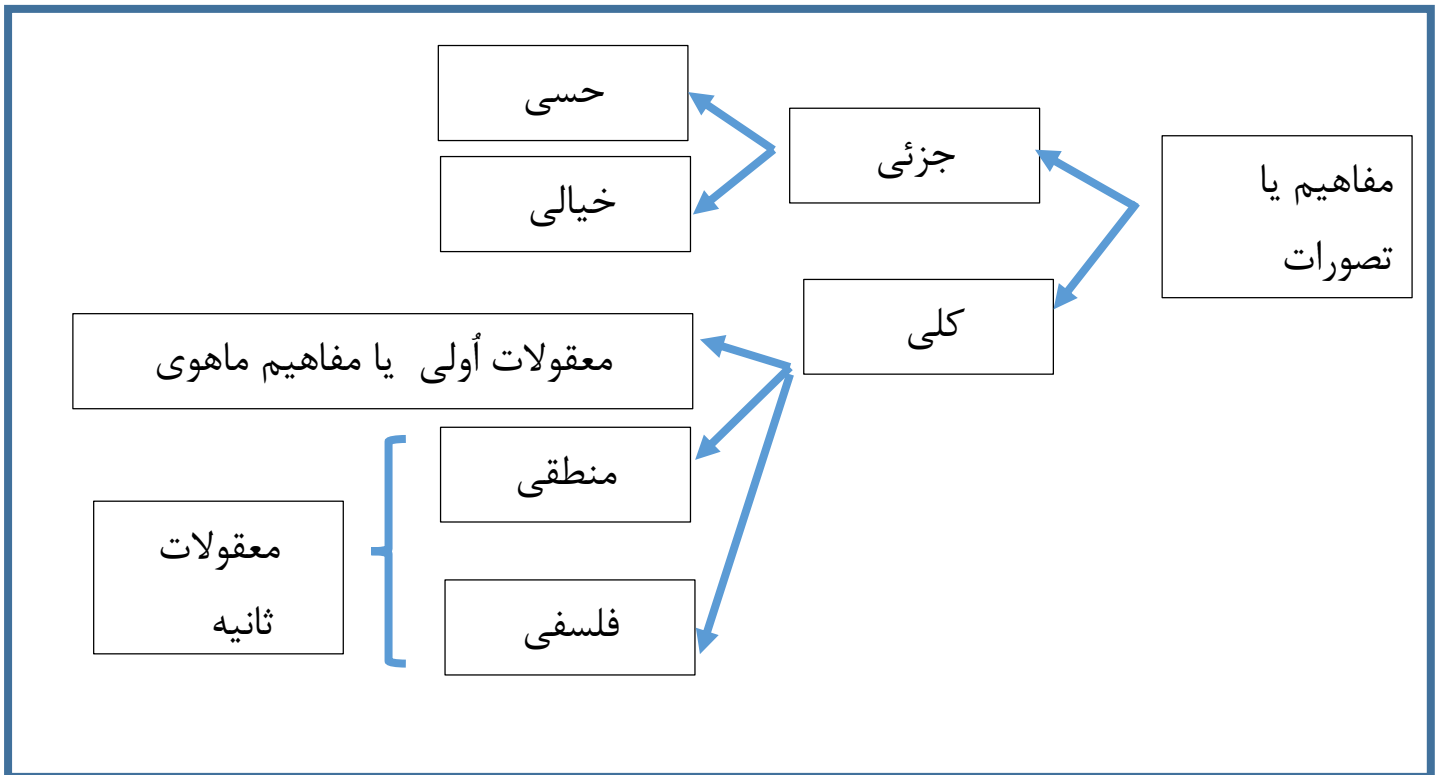 مفاهیم یا
تصورات
جزئی
حسی
خیالی
کلی
معقولات اُولی یا مفاهیم ماهوی
منطقی
فلسفی
معقولات
ثانیه